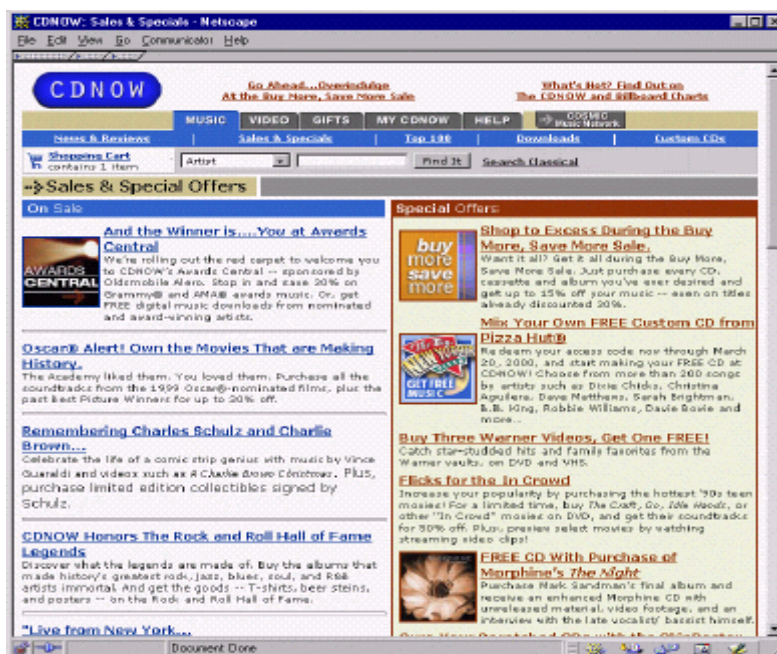 CDNOW: Sales & Specials - Netscape
File Edit View Go Communicator Help
CDNOW
Go Ahead...Overindulge
At the Buy More, Save More Sale
What's Hot? Find Out on
The CDNOW and Billboard Charts
MUSIC VIDEO GIFTS MY CDNOW HELP COSMIC Music Network
News & Reviews | Sales & Specials | Top 100 | Downloads | Custom CDs
Shopping Cart
contains 1 item
Artist Find It Search Classical
Sales & Special Offers
On Sale
And the Winner is....You at Awards
Central
AWARDS
CENTRAL
We're rolling out the red carpet to welcome you
to CDNOW's Awards Central -- sponsored by
Oldsmobile Alero. Stop in and save 30% on
Grammy® and AMA® awards music. Or, get
FREE digital music downloads from nominated
and award-winning artists.
Oscar® Alert! Own the Movies That are Making
History.
The Academy liked them. You loved them. Purchase all the
soundtracks from the 1999 Oscar®-nominated films, plus the
past Best Picture Winners for up to 30% off.
Remembering Charles Schulz and Charlie
Brown...
Celebrate the life of a comic strip genius with music by Vince
Guaraldi and videos such as A Charlie Brown Christmas. Plus,
purchase limited edition collectibles signed by
Schulz.
CDNOW Honors The Rock and Roll Hall of Fame
Legends
Discover what the legends are made of. Buy the albums that
made history's greatest rock, jazz, blues, soul, and R&B
artists immortal. And get the goods -- T-shirts, beer steins,
and posters -- on the Rock and Roll Hall of Fame.
"Live from New York...
Special Offers
buy
more
save
more
Shop to Excess During the Buy
More, Save More Sale.
Want it all? Get it all during the Buy More,
Save More Sale. Just purchase every CD,
cassette and album you've ever desired and
get up to 15% off your music -- even on titles
already discounted 30%.
GET FREE
MUSIC
Mix Your Own FREE Custom CD from
Pizza Hut®
Redeem your access code now through March
20, 2000, and start making your FREE CD at
CDNOW! Choose from more than 200 songs
by artists such as Dixie Chicks, Christina
Aguilera, Dave Matthews, Sarah Brightman,
B.B. King, Robbie Williams, Davie Bowie and
more..
Buy Three Warner Videos, Get One FREE!
Catch star-studded hits and family favorites from the
Warner vaults, on DVD and VHS.
Flicks for the In Crowd
Increase your popularity by purchasing the hottest '90s teen
movies! For a limited time, buy The Craft, Go, Idle Hands, or
other "In Crowd" movies on DVD, and get their soundtracks
for 50% off. Plus, preview select movies by watching
streaming video clips!
FREE CD With Purchase of
Morphine's The Night
Purchase Mark Sandman's final album and
receive an enhanced Morphine CD with
unreleased material, video footage, and an
interview with the late vocalist/ bassist himself.
Document Done